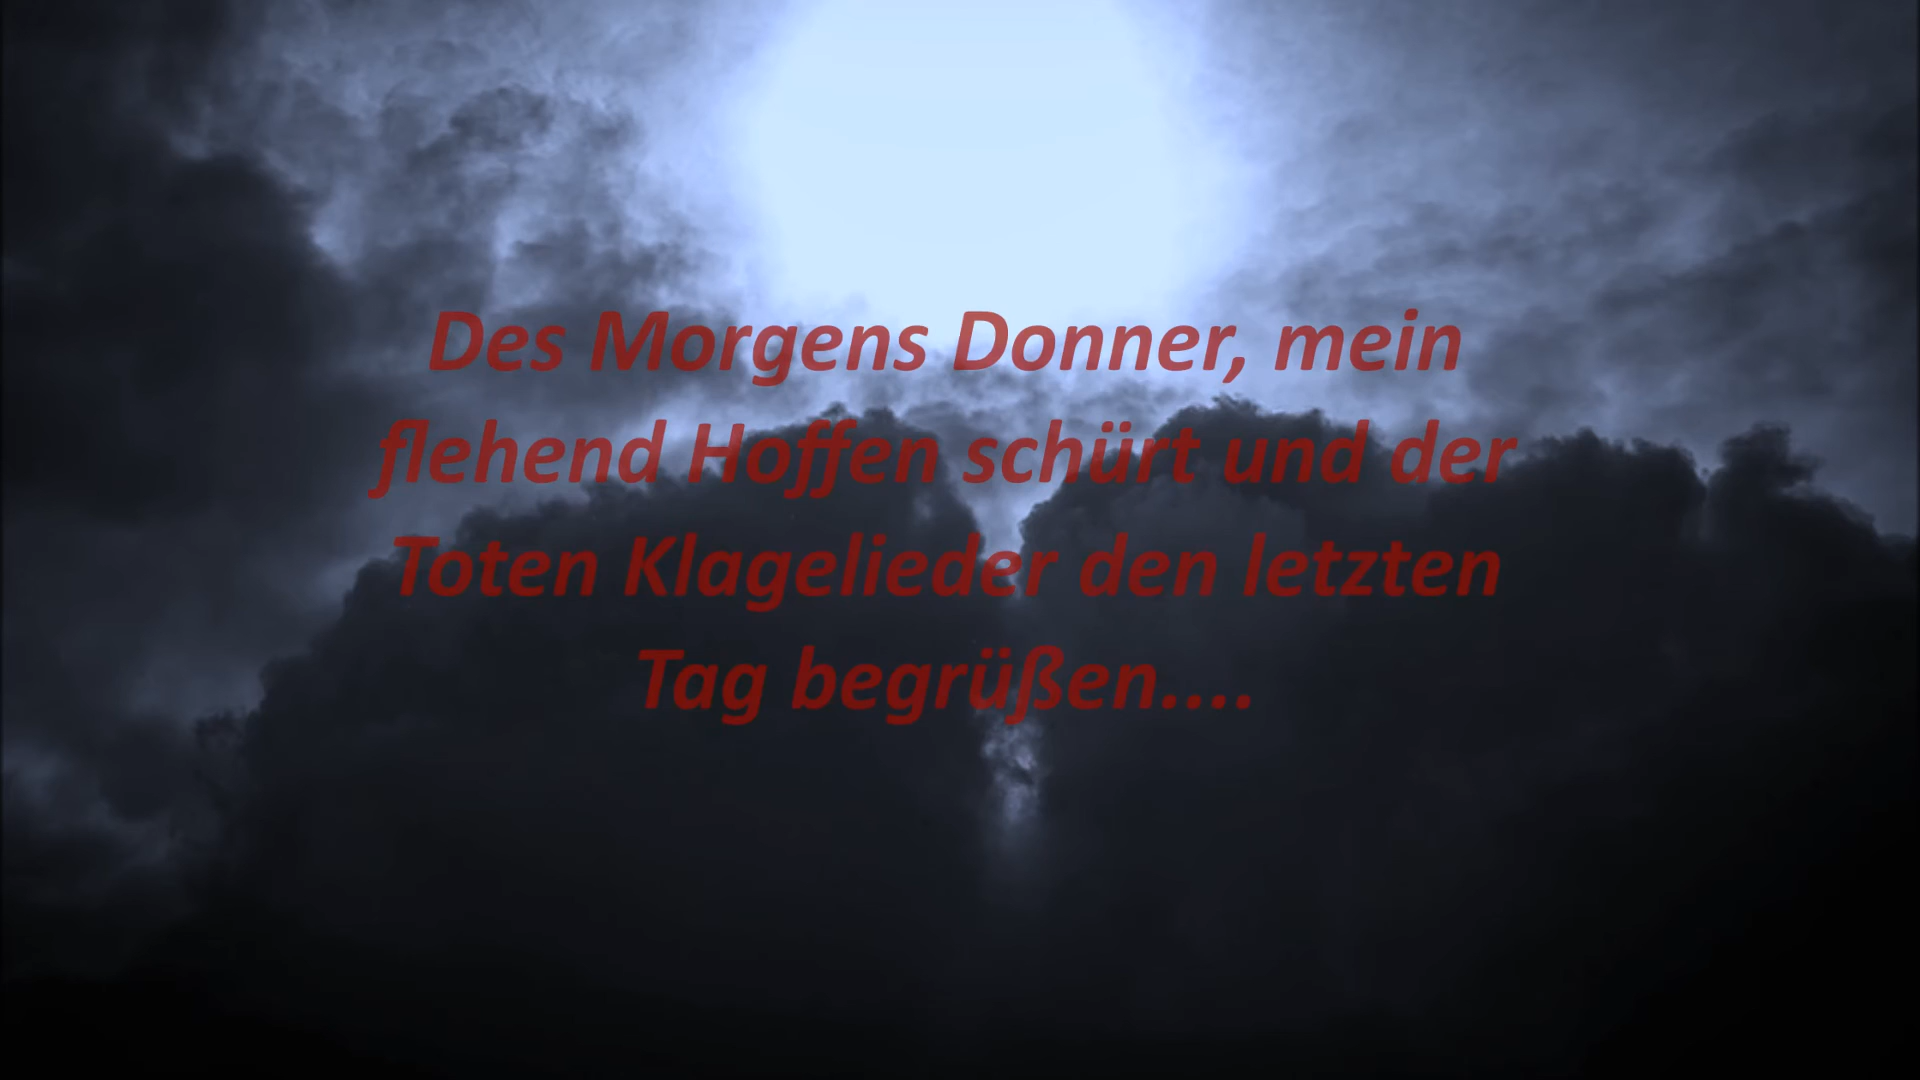 Des Morgens Donner, mein
flehend Hoffen schürt und der
Toten Klagelieder den letzten
Tag begrüßen....